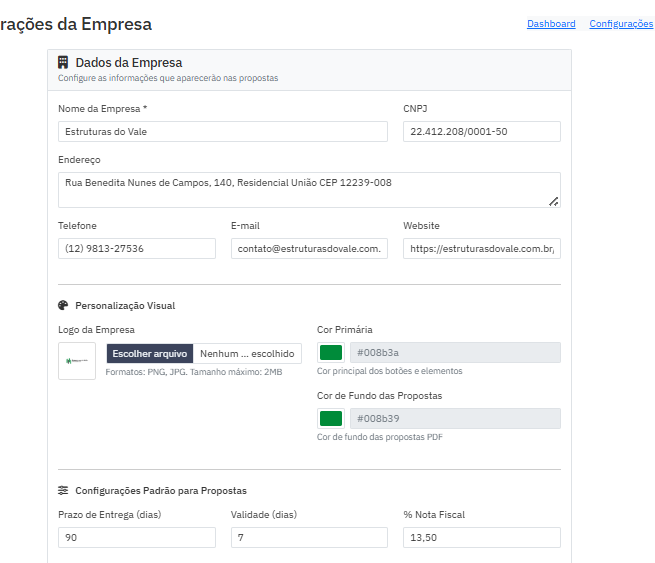 rações da Empresa
Dashboard Configurações
Dados da Empresa
Configure as informações que aparecerão nas propostas
Nome da Empresa * CNPJ
Estruturas do Vale 22.412.208/0001-50
Endereço
Rua Benedita Nunes de Campos, 140, Residencial União CEP 12239-008
Telefone E-mail Website
(12) 9813-27536 contato@estruturasdovale.com. https://estruturasdovale.com.br,
Personalização Visual
Logo da Empresa Cor Primária
Escolher arquivo Nenhum ... escolhido #008b3a
Formatos: PNG, JPG. Tamanho máximo: 2MB Cor principal dos botões e elementos
Cor de Fundo das Propostas
#008b39
Cor de fundo das propostas PDF
Configurações Padrão para Propostas
Prazo de Entrega (dias) Validade (dias) % Nota Fiscal
90 7 13,50